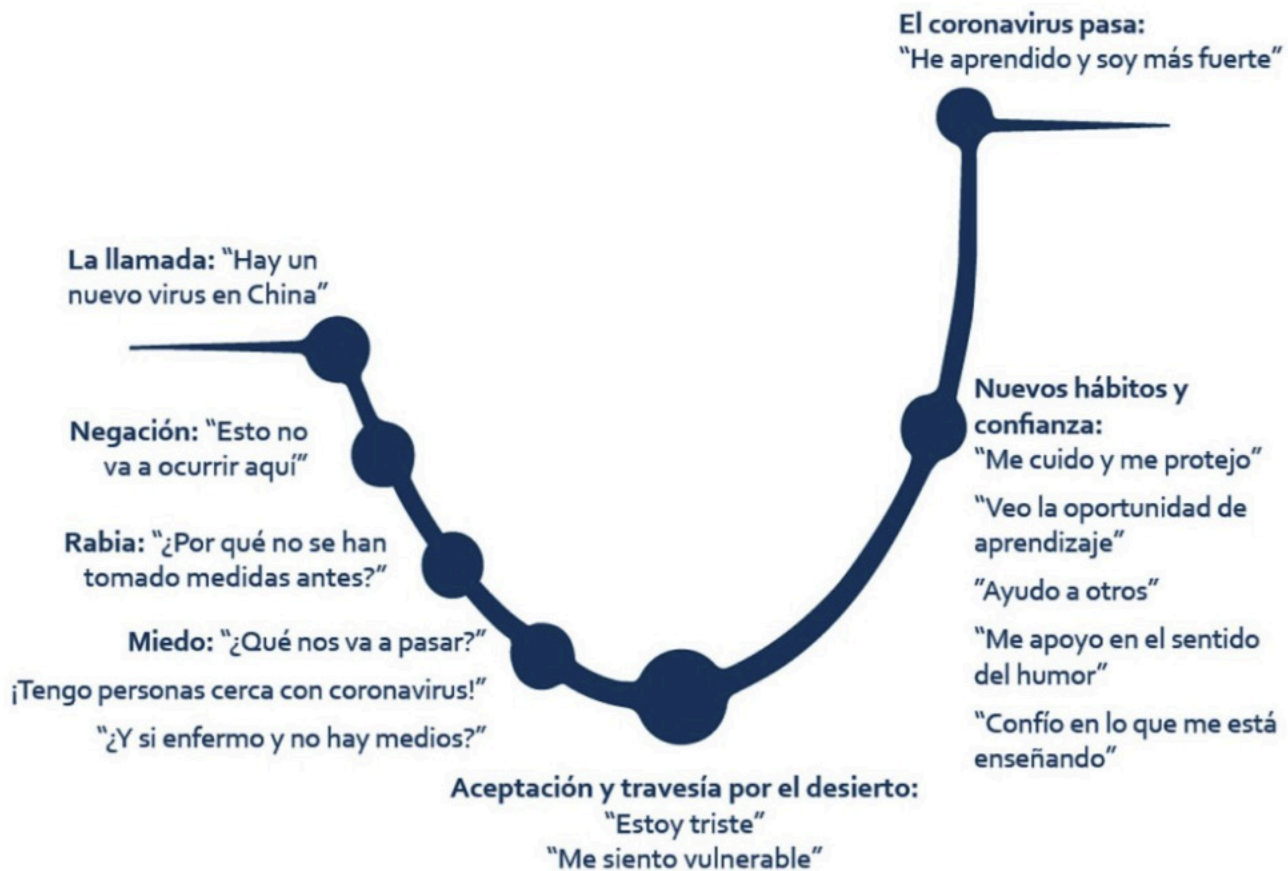 El coronavirus pasa:
“He aprendido y soy más fuerte”
La llamada: “Hay un
nuevo virus en China”
Negación: “Esto no
va a ocurrir aquí”
Rabia: “¿Por qué no se han
tomado medidas antes?”
Miedo: “¿Qué nos va a pasar?”
¡Tengo personas cerca con coronavirus!”
“¿Y si enfermo y no hay medios?”
Aceptación y travesía por el desierto:
“Estoy triste”
“Me siento vulnerable”
Nuevos hábitos y
confianza:
“Me cuido y me protejo”
“Veo la oportunidad de
aprendizaje”
“Ayudo a otros”
“Me apoyo en el sentido
del humor”
“Confío en lo que me está
enseñando”